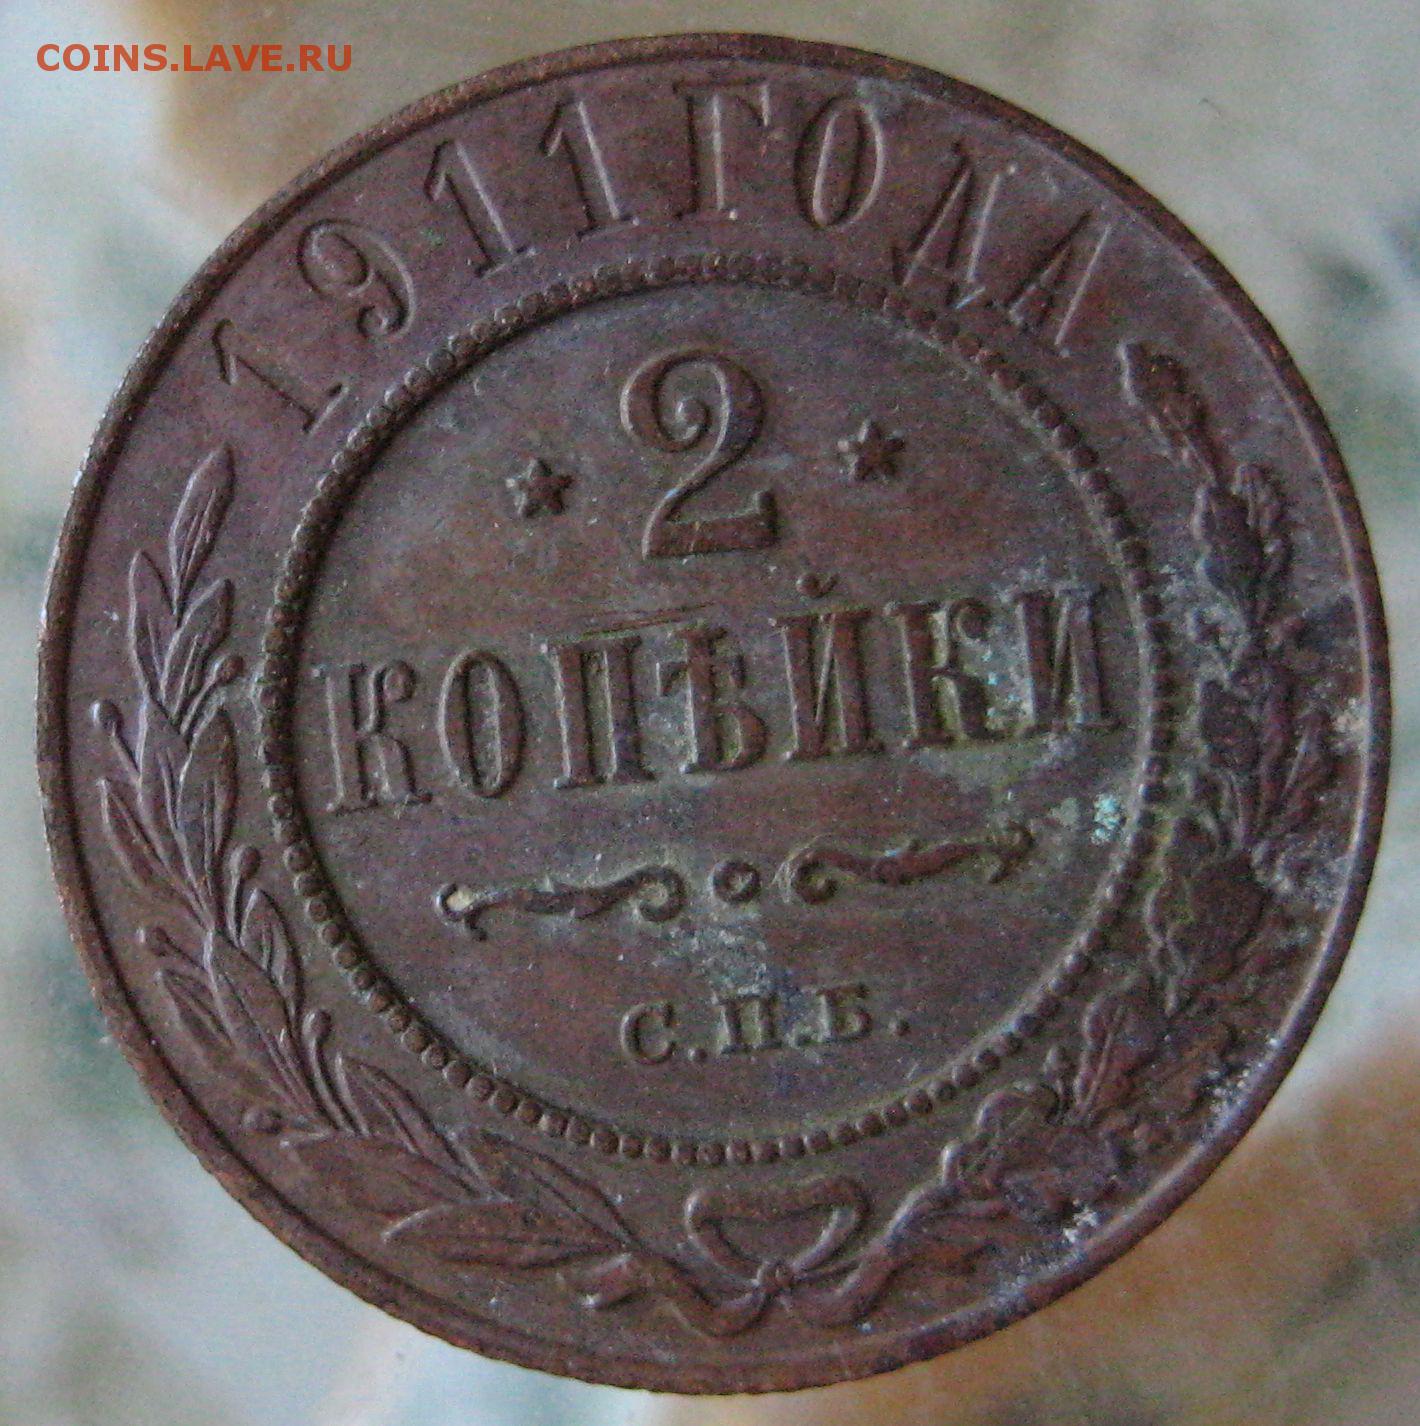 COINS.LAVE.RU
1911 ГОДА
2
КОПѢЙКИ
С.П.Б.